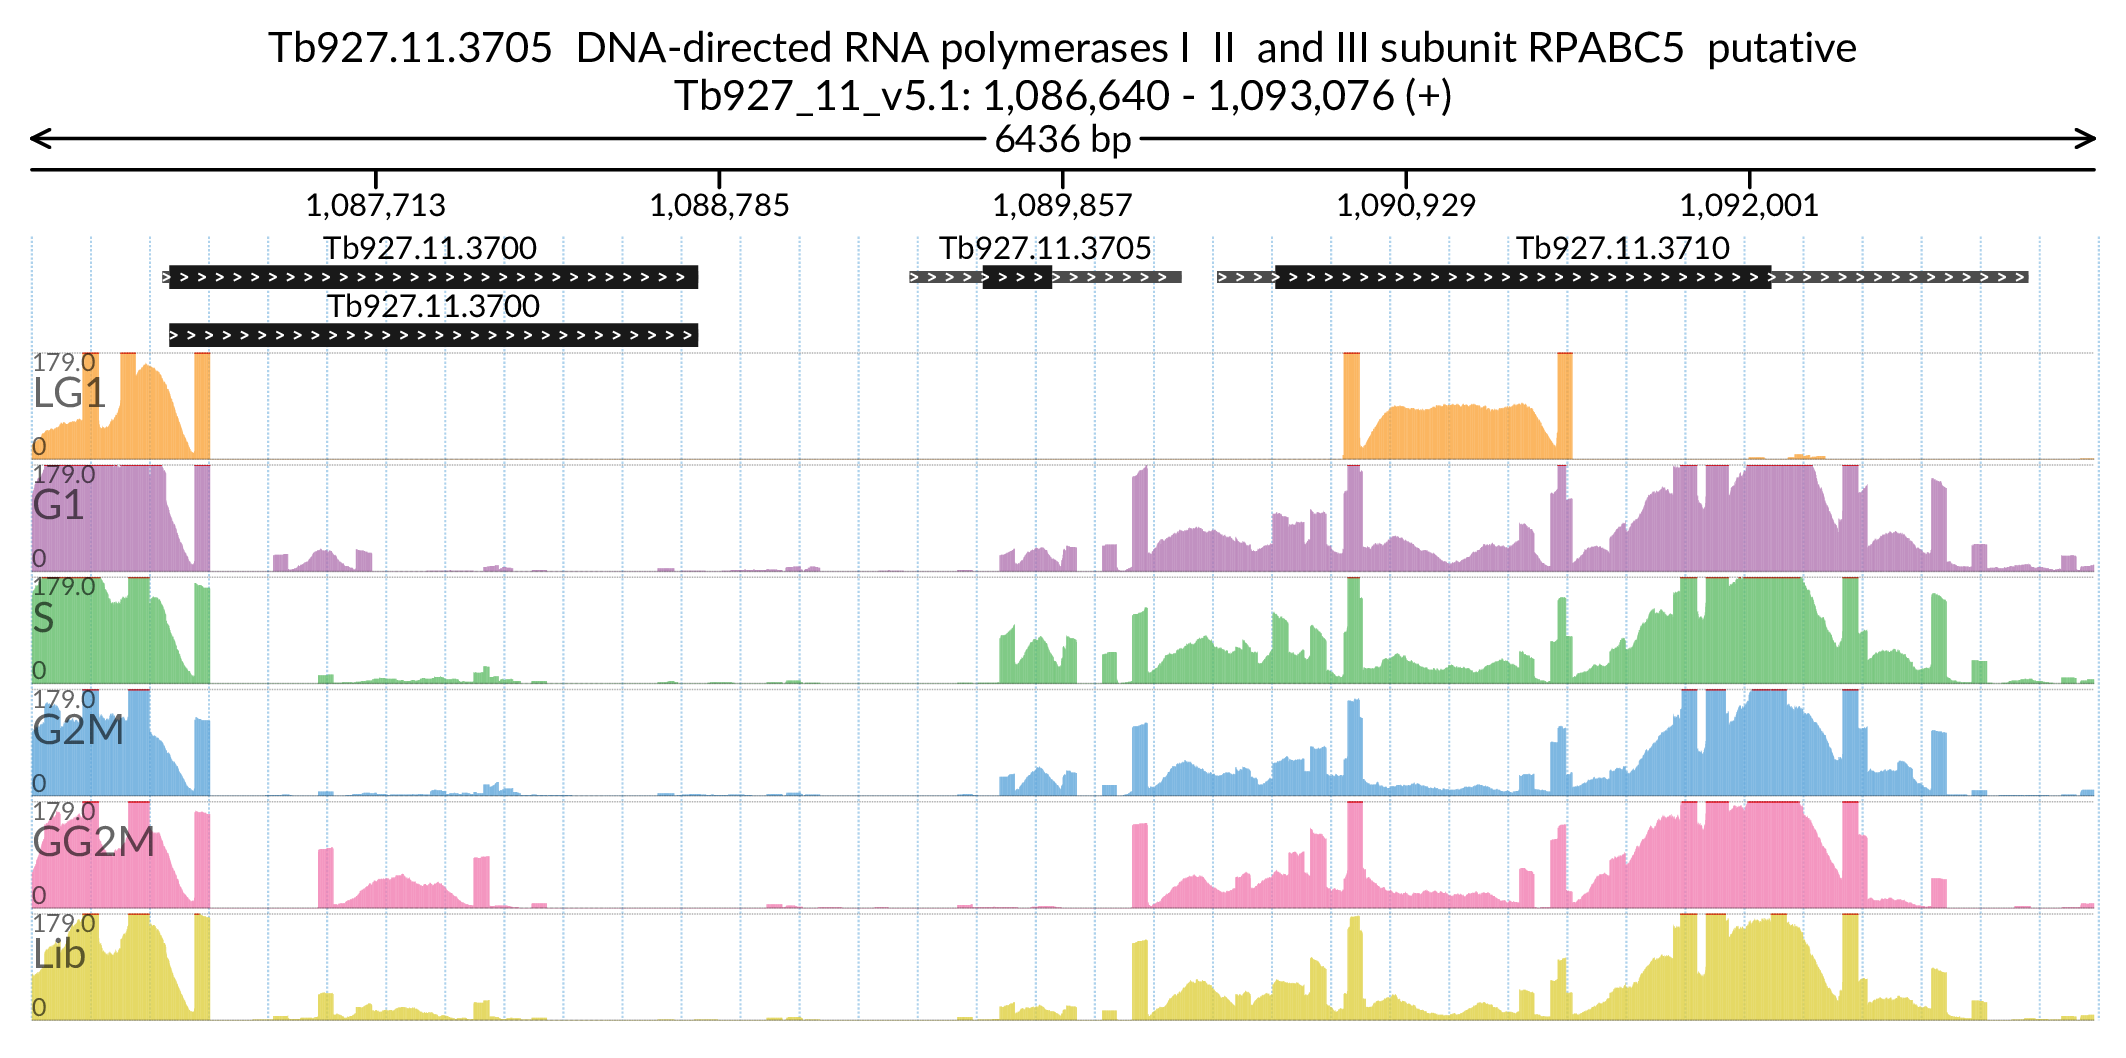 Tb927.11.3705  DNA-directed RNA polymerases I  II  and III subunit RPABC5  putative
Tb927_11_v5.1: 1,086,640 - 1,093,076 (+)
6436 bp
1,087,713 1,088,785 1,089,857 1,090,929 1,092,001
Tb927.11.3700 Tb927.11.3705 Tb927.11.3710
Tb927.11.3700
179.0
LG1
0
179.0
G1
0
179.0
S
0
179.0
G2M
0
179.0
GG2M
0
179.0
Lib
0